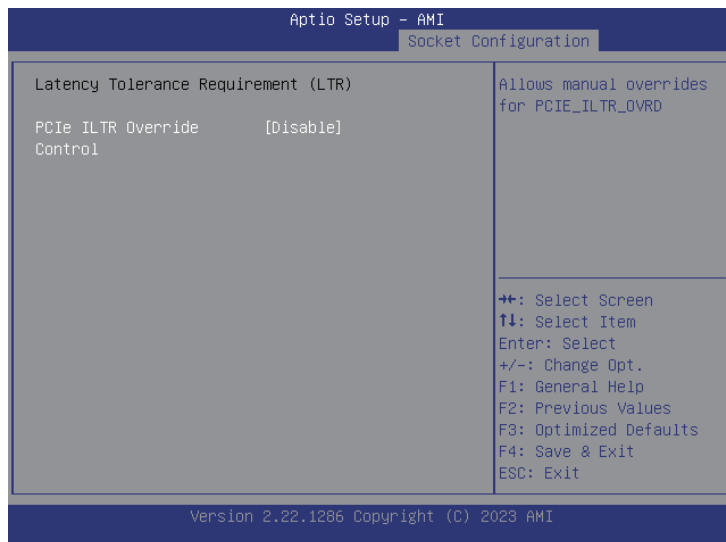 Aptio Setup – AMI
Socket Configuration
Latency Tolerance Requirement (LTR)
PCIe ILTR Override [Disable]
Control
Allows manual overrides
for PCIE_ILTR_OVRD
→←: Select Screen
↑↓: Select Item
Enter: Select
+/-: Change Opt.
F1: General Help
F2: Previous Values
F3: Optimized Defaults
F4: Save & Exit
ESC: Exit
Version 2.22.1286 Copyright (C) 2023 AMI